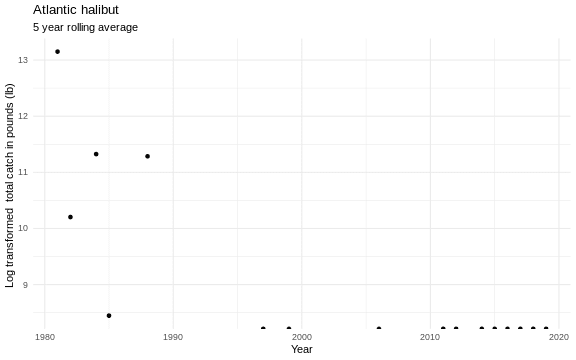 Atlantic halibut
5 year rolling average
Log transformed  total catch in pounds (lb)
13
12
11
10
9
1980 1990 2000 2010 2020
Year